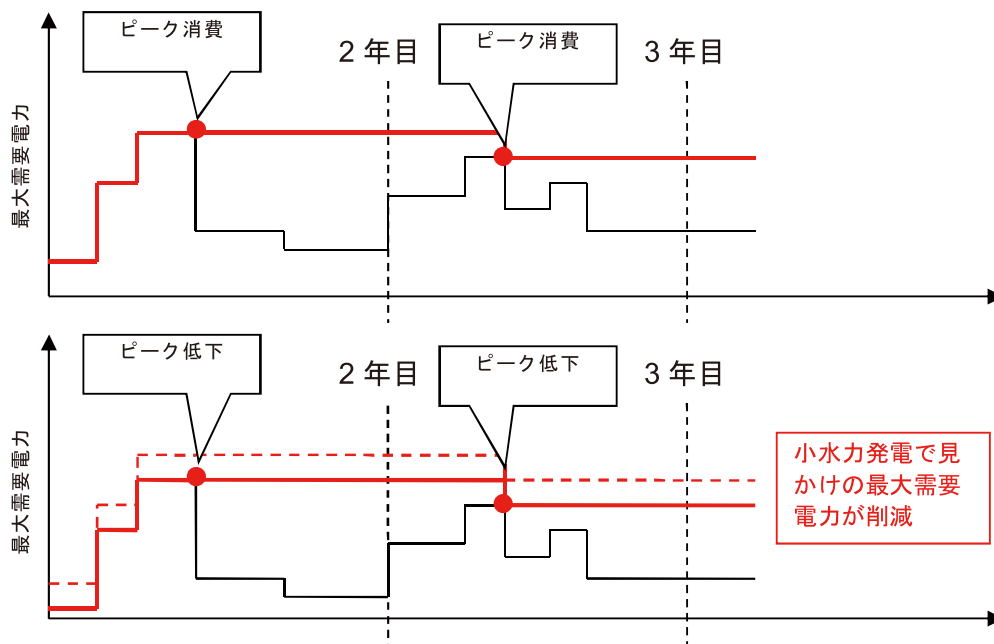 ピーク消費
2 年目
ピーク消費
3 年目
最大需要電力
ピーク低下
2 年目
ピーク低下
3 年目
最大需要電力
小水力発電で見
かけの最大需要
電力が削減